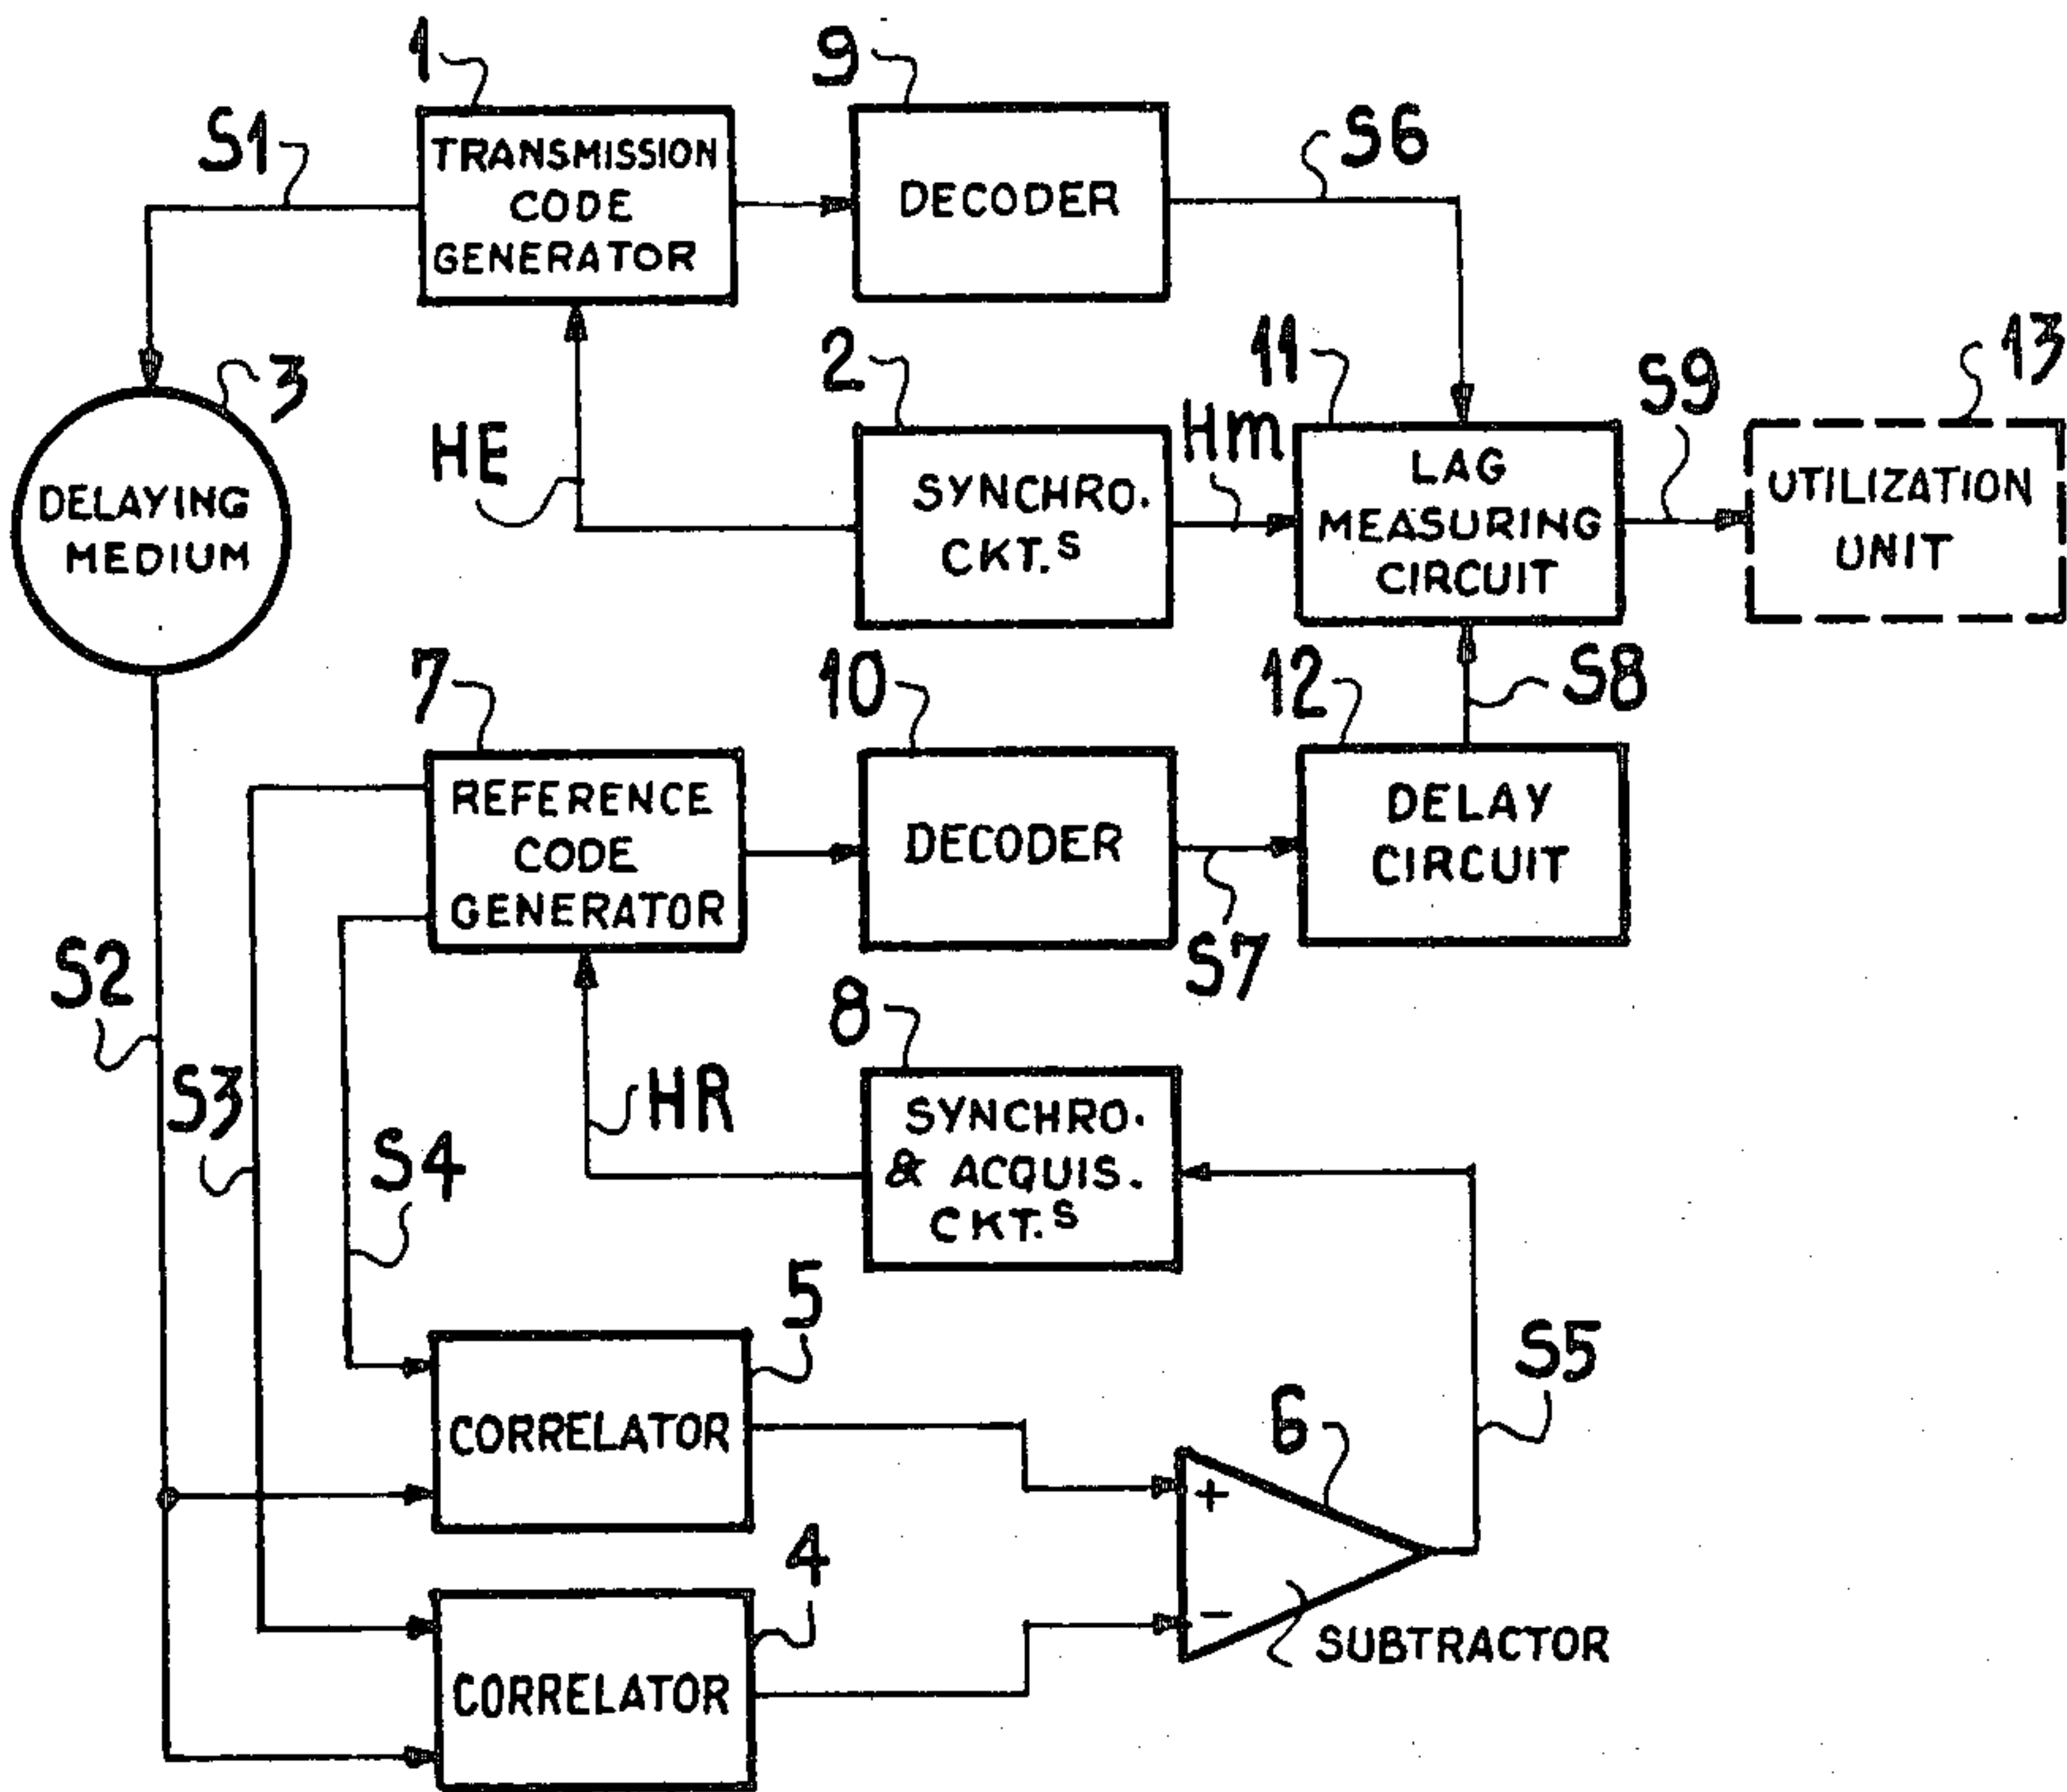 1
9
S1
TRANSMISSION
CODE
GENERATOR
DECODER
S6
3
2
11
13
HE
Hm
S9
DELAYING
MEDIUM
SYNCHRO.
CKT.S
LAG
MEASURING
CIRCUIT
UTILIZATION
UNIT
7
10
12
S8
REFERENCE
CODE
GENERATOR
DECODER
DELAY
CIRCUIT
S2
S7
8
S3
HR
S4
SYNCHRO.
& ACQUIS.
CKT.S
5
S5
CORRELATOR
6
+
4
-
SUBTRACTOR
CORRELATOR